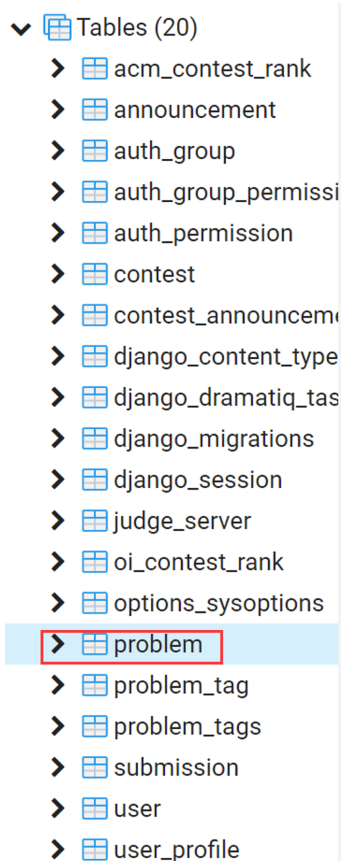 Tables (20)
acm_contest_rank
announcement
auth_group
auth_group_permissi
auth_permission
contest
contest_announceme
django_content_type
django_dramatiq_tas
django_migrations
django_session
judge_server
oi_contest_rank
options_sysoptions
problem
problem_tag
problem_tags
submission
user
user_profile